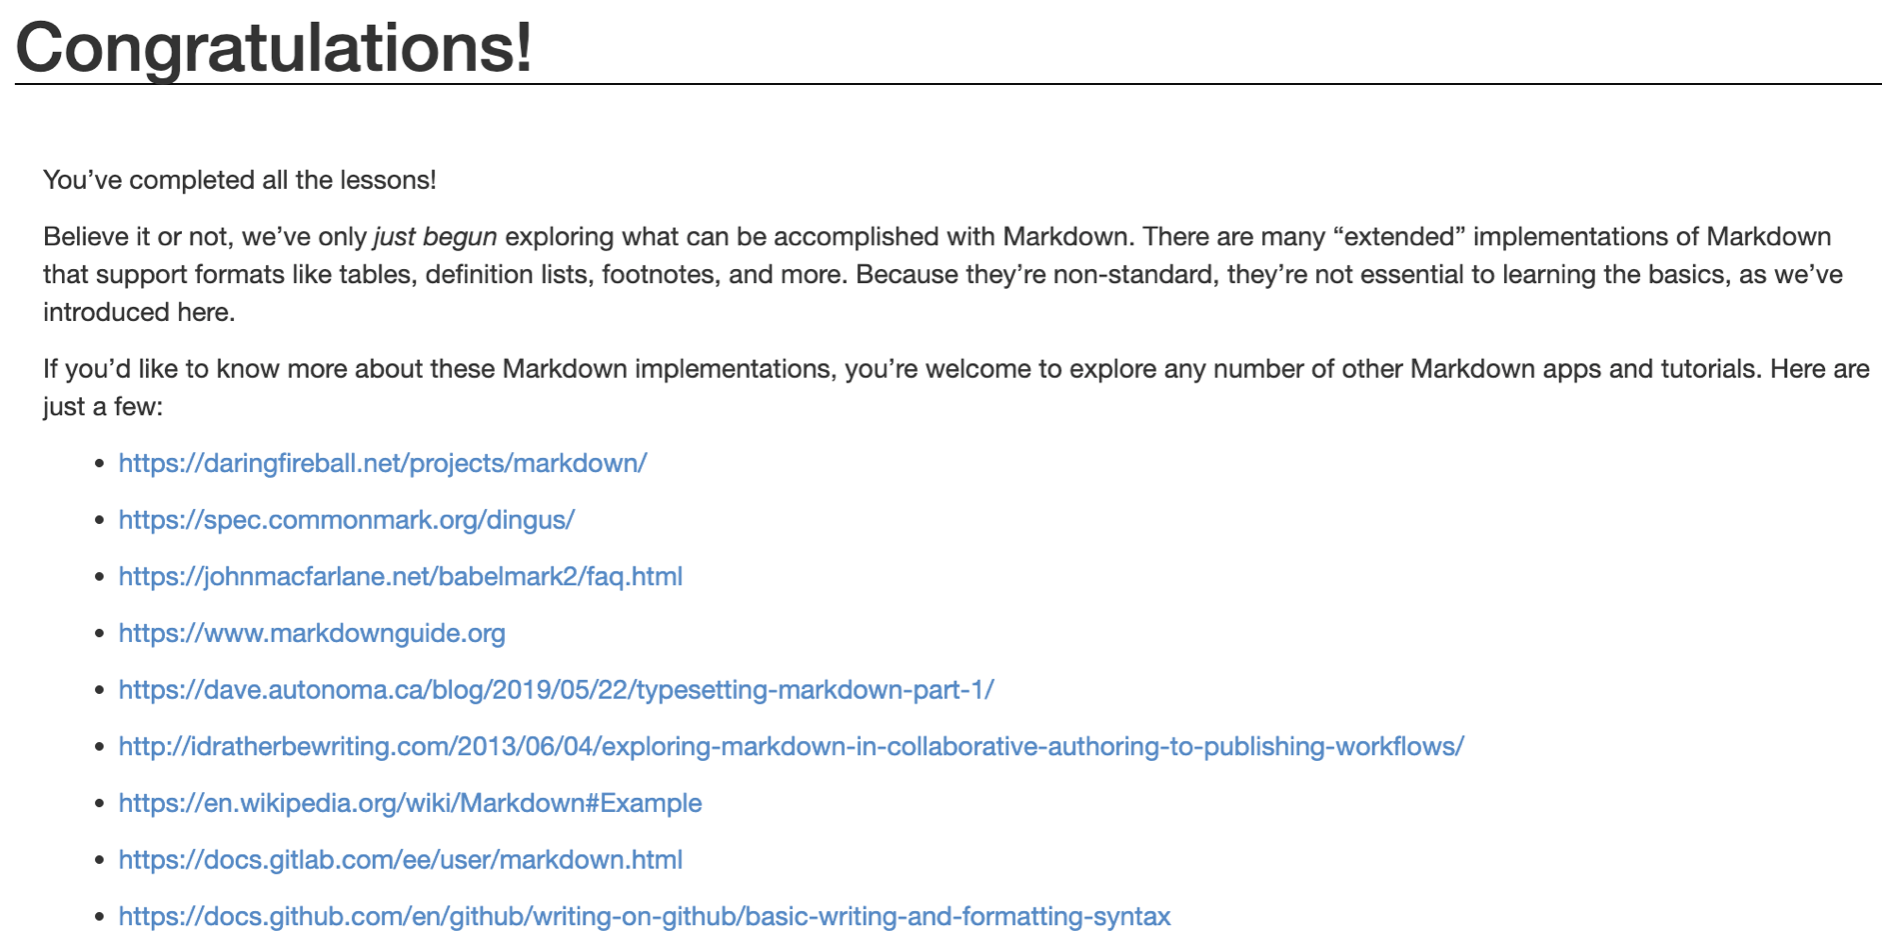 Congratulations!
You’ve completed all the lessons!
Believe it or not, we’ve only just begun exploring what can be accomplished with Markdown. There are many “extended” implementations of Markdown
that support formats like tables, definition lists, footnotes, and more. Because they’re non-standard, they’re not essential to learning the basics, as we’ve
introduced here.
If you’d like to know more about these Markdown implementations, you’re welcome to explore any number of other Markdown apps and tutorials. Here are
just a few:
• https://daringfireball.net/projects/markdown/
• https://spec.commonmark.org/dingus/
• https://johnmacfarlane.net/babelmark2/faq.html
• https://www.markdownguide.org
• https://dave.autonoma.ca/blog/2019/05/22/typesetting-markdown-part-1/
• http://idratherbewriting.com/2013/06/04/exploring-markdown-in-collaborative-authoring-to-publishing-workflows/
• https://en.wikipedia.org/wiki/Markdown#Example
• https://docs.gitlab.com/ee/user/markdown.html
• https://docs.github.com/en/github/writing-on-github/basic-writing-and-formatting-syntax